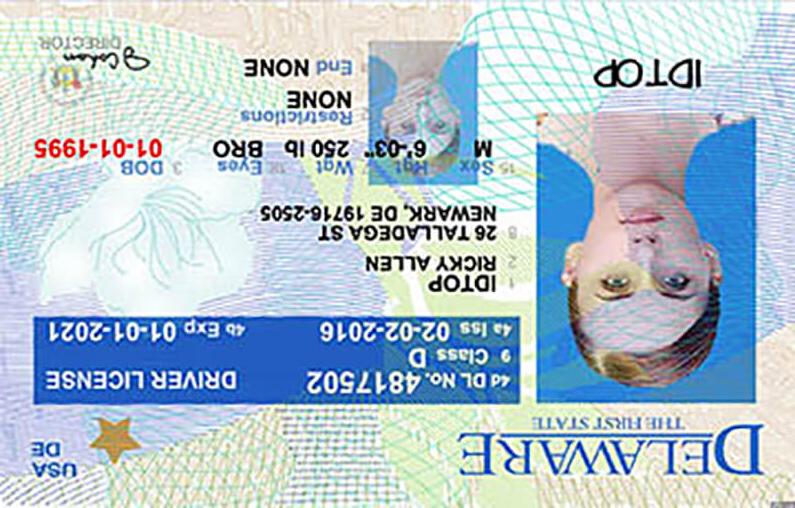 DELAWARE
THE FIRST STATE
USA
DE
4d DL No. 4817502 DRIVER LICENSE
9 Class D
4a Iss 02-02-2016 4b Exp 01-01-2021
1 IDTOP
2 RICKY ALLEN
8 26 TALLADEGA ST
NEWARK, DE 19716-2505
15 Sex Hgt Wgt 18 Eyes 3 DOB
M 6'-03" 250 lb BRO 01-01-1995
Restrictions
NONE
End NONE
IDTOP
DIRECTOR